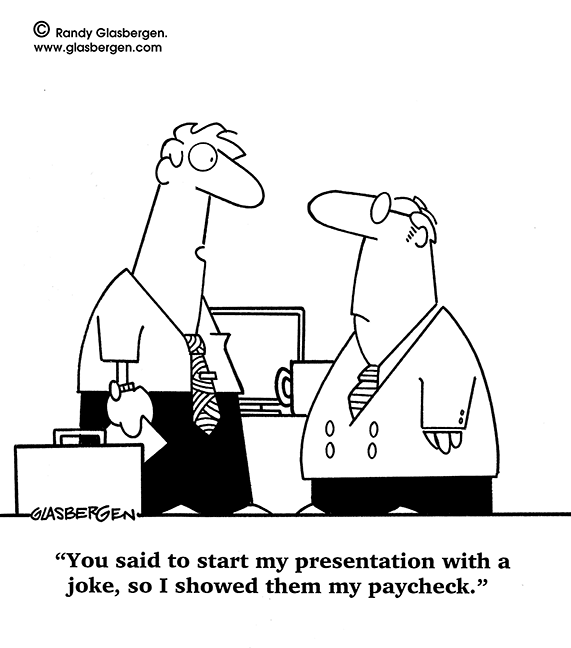 © Randy Glasbergen.
www.glasbergen.com
GLASBERGEN
“You said to start my presentation with a
joke, so I showed them my paycheck.”